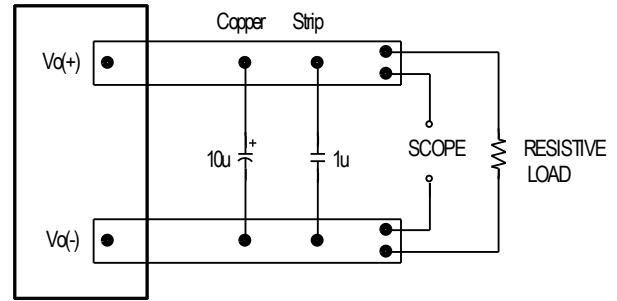 Copper Strip
Vo(+)
+
10u
1u
SCOPE
RESISTIVE
LOAD
Vo(-)